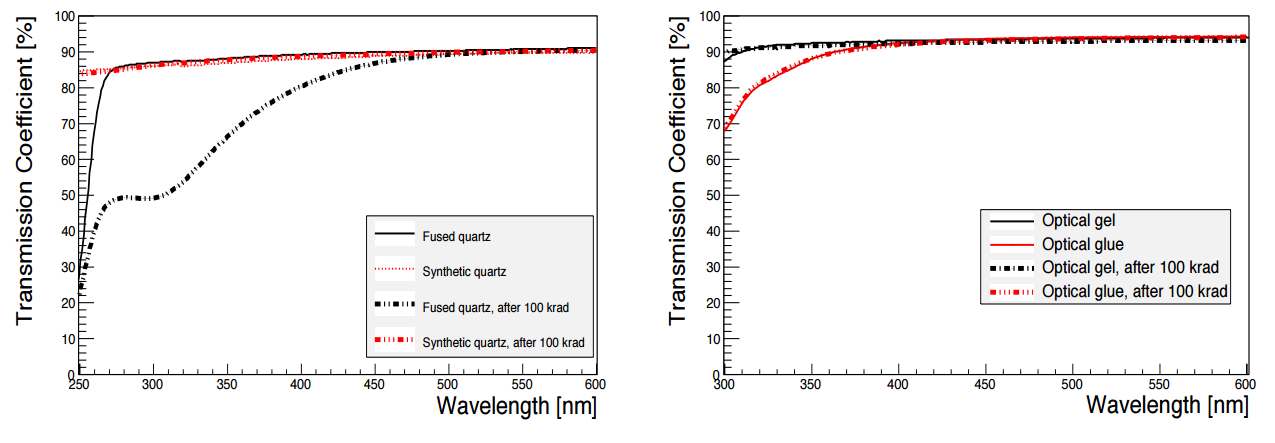 Transmission Coefficient [%]
100
90
80
70
60
50
40
30
20
10
0
250 300 350 400 450 500 550 600
Wavelength [nm]
Fused quartz
Synthetic quartz
Fused quartz, after 100 krad
Synthetic quartz, after 100 krad
Transmission Coefficient [%]
100
90
80
70
60
50
40
30
20
10
0
300 350 400 450 500 550 600
Wavelength [nm]
Optical gel
Optical glue
Optical gel, after 100 krad
Optical glue, after 100 krad